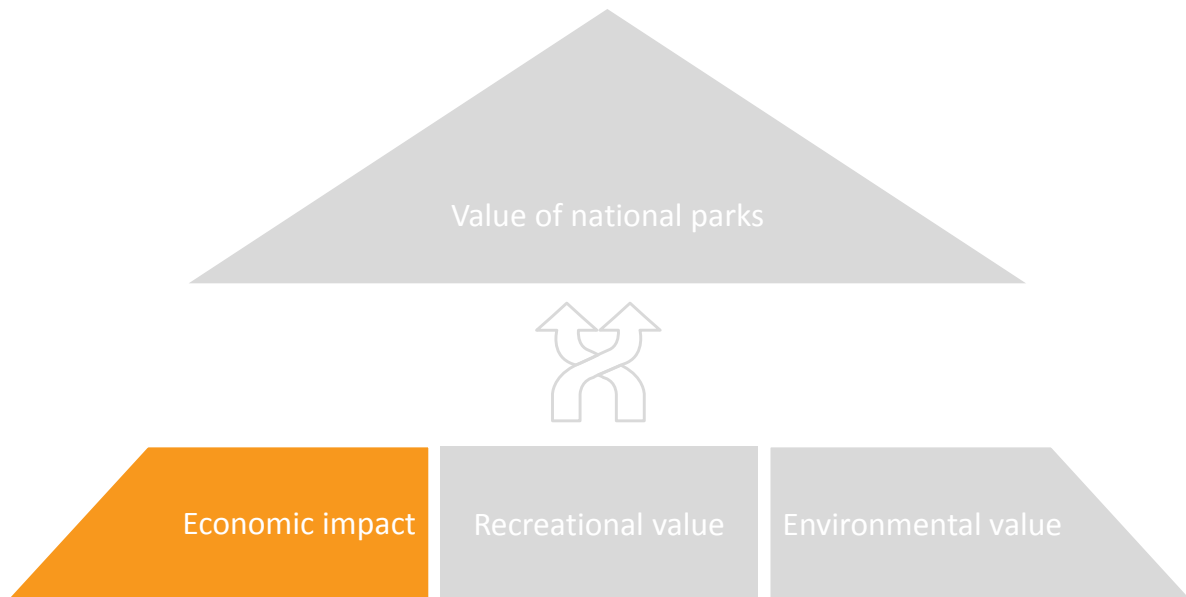 Value of national parks
Economic impact
Recreational value
Environmental value